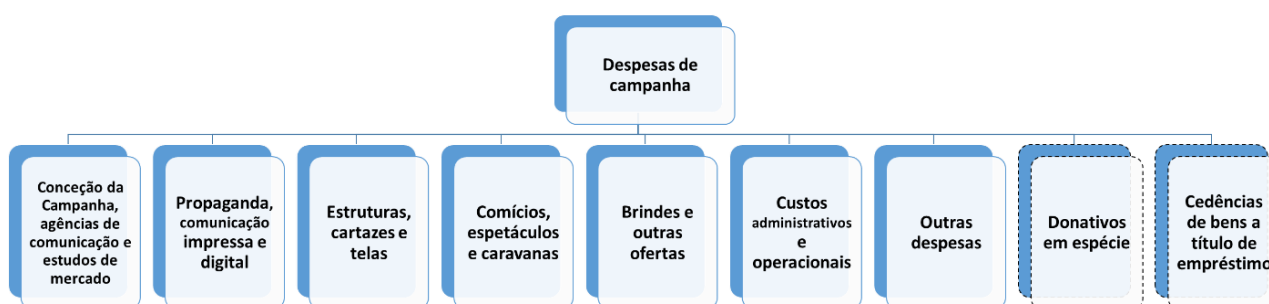 Despesas de
campanha
Conceção da
Campanha,
agências de
comunicação e
estudos de
mercado
Propaganda,
comunicação
impressa e
digital
Estruturas,
cartazes e
telas
Comícios,
espetáculos
e caravanas
Brindes e
outras
ofertas
Custos
administrativos
e
operacionais
Outras
despesas
Donativos
em espécie
Cedências
de bens a
título de
empréstimo